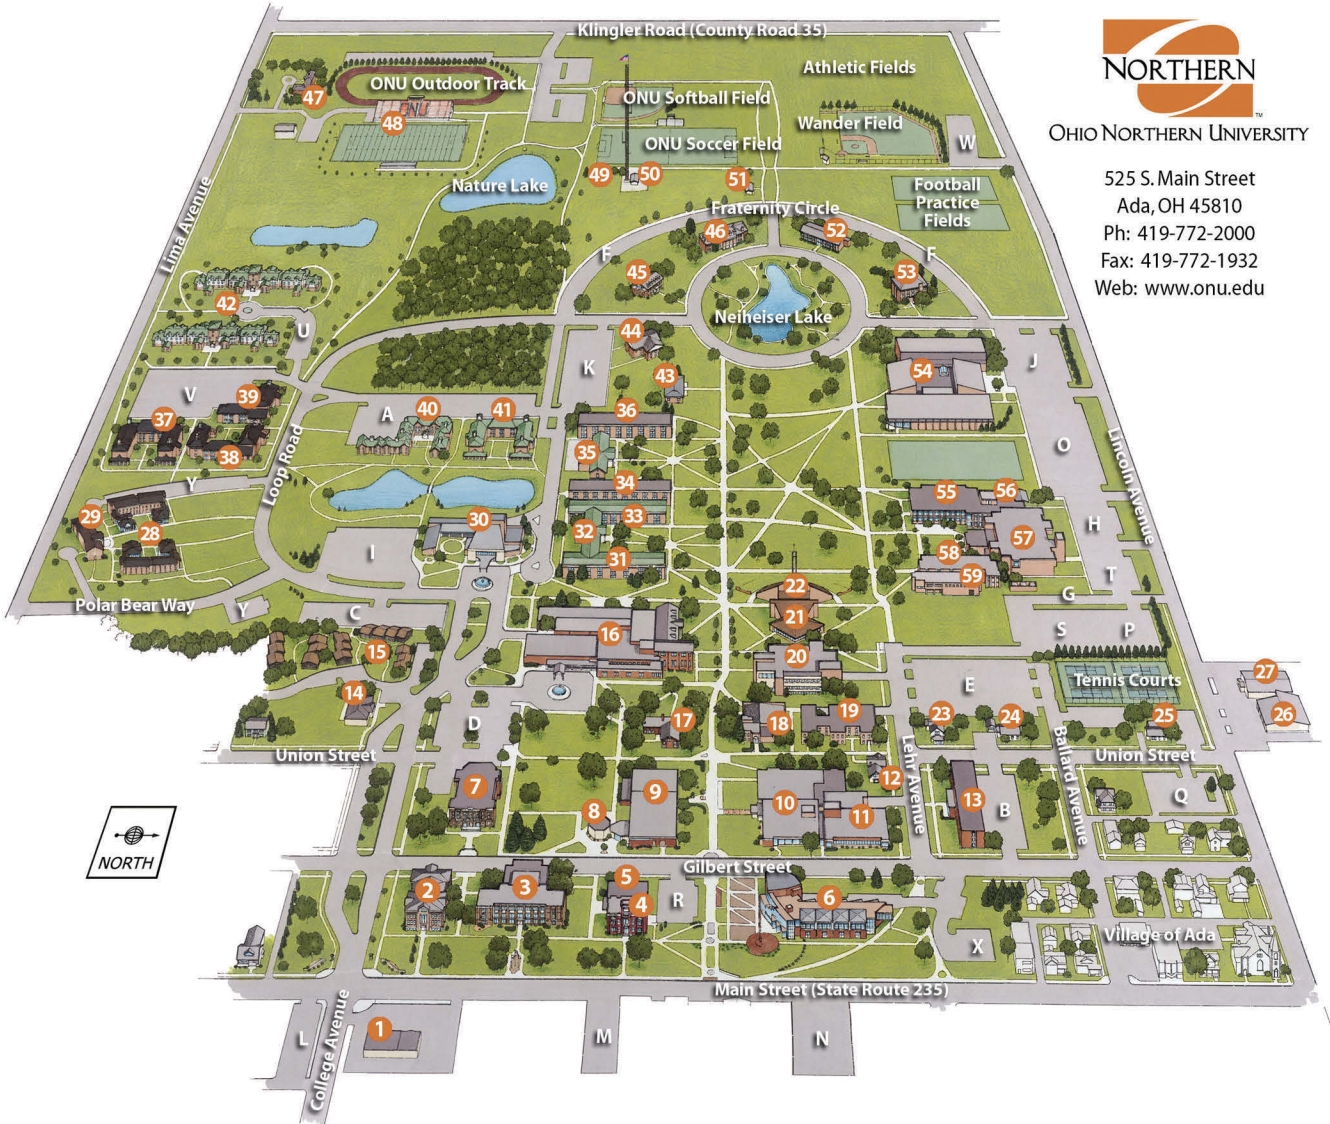 Klingler Road (County Road 35)
NORTHERN
TM
OHIO NORTHERN UNIVERSITY
525 S. Main Street
Ada, OH 45810
Ph: 419-772-2000
Fax: 419-772-1932
Web: www.onu.edu
Athletic Fields
47
ONU Outdoor Track
ONU
48
ONU Softball Field
Wander Field
W
ONU Soccer Field
49
50
51
Nature Lake
Football
Practice
Fields
Lima Avenue
Fraternity Circle
46
52
F
F
45
53
42
U
Neiheiser Lake
44
K
43
J
54
V
39
37
38
A
40
41
36
35
O
Lincoln Avenue
Loop Road
Y
34
33
32
31
29
28
30
I
55
56
57
58
59
H
T
G
Polar Bear Way
Y
C
22
21
20
16
15
14
S
P
E
Tennis Courts
27
26
D
17
18
19
23
24
25
Union Street
Lehr Avenue
Ballard Avenue
Union Street
7
8
9
10
11
12
13
B
Q
NORTH
Gilbert Street
2
3
5
4
R
6
X
Village of Ada
Main Street (State Route 235)
L
College Avenue
1
M
N